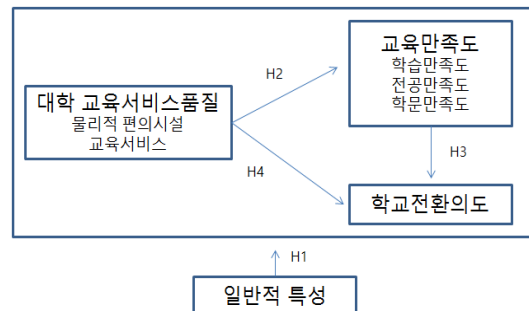 교육만족도
학습만족도
전공만족도
학문만족도
H2
대학 교육서비스품질
물리적 편의시설
교육서비스
H4
H3
학교전환의도
H1
일반적 특성